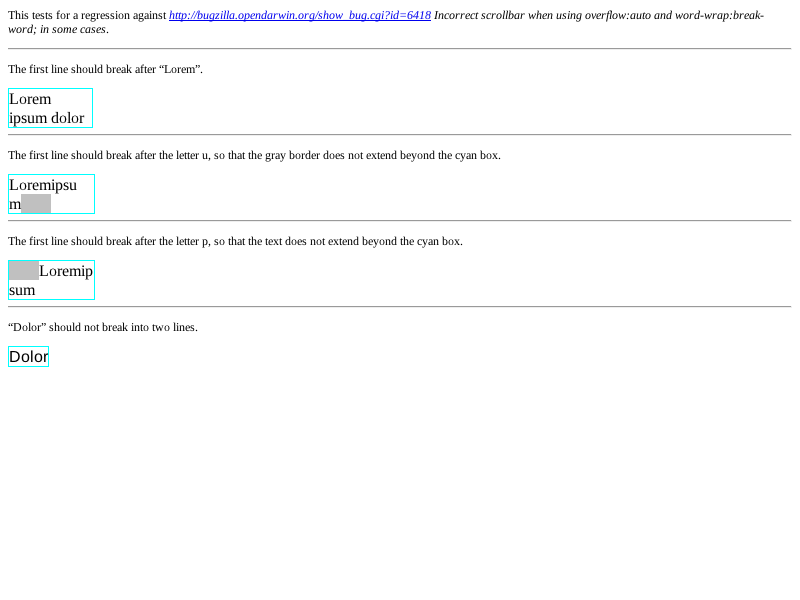 This tests for a regression against http://bugzilla.opendarwin.org/show_bug.cgi?id=6418 Incorrect scrollbar when using overflow:auto and word-wrap:break-
word; in some cases.
The first line should break after “Lorem”.
Lorem
ipsum dolor
The first line should break after the letter u, so that the gray border does not extend beyond the cyan box.
Loremipsu
m
The first line should break after the letter p, so that the text does not extend beyond the cyan box.
Loremip
sum
“Dolor” should not break into two lines.
Dolor